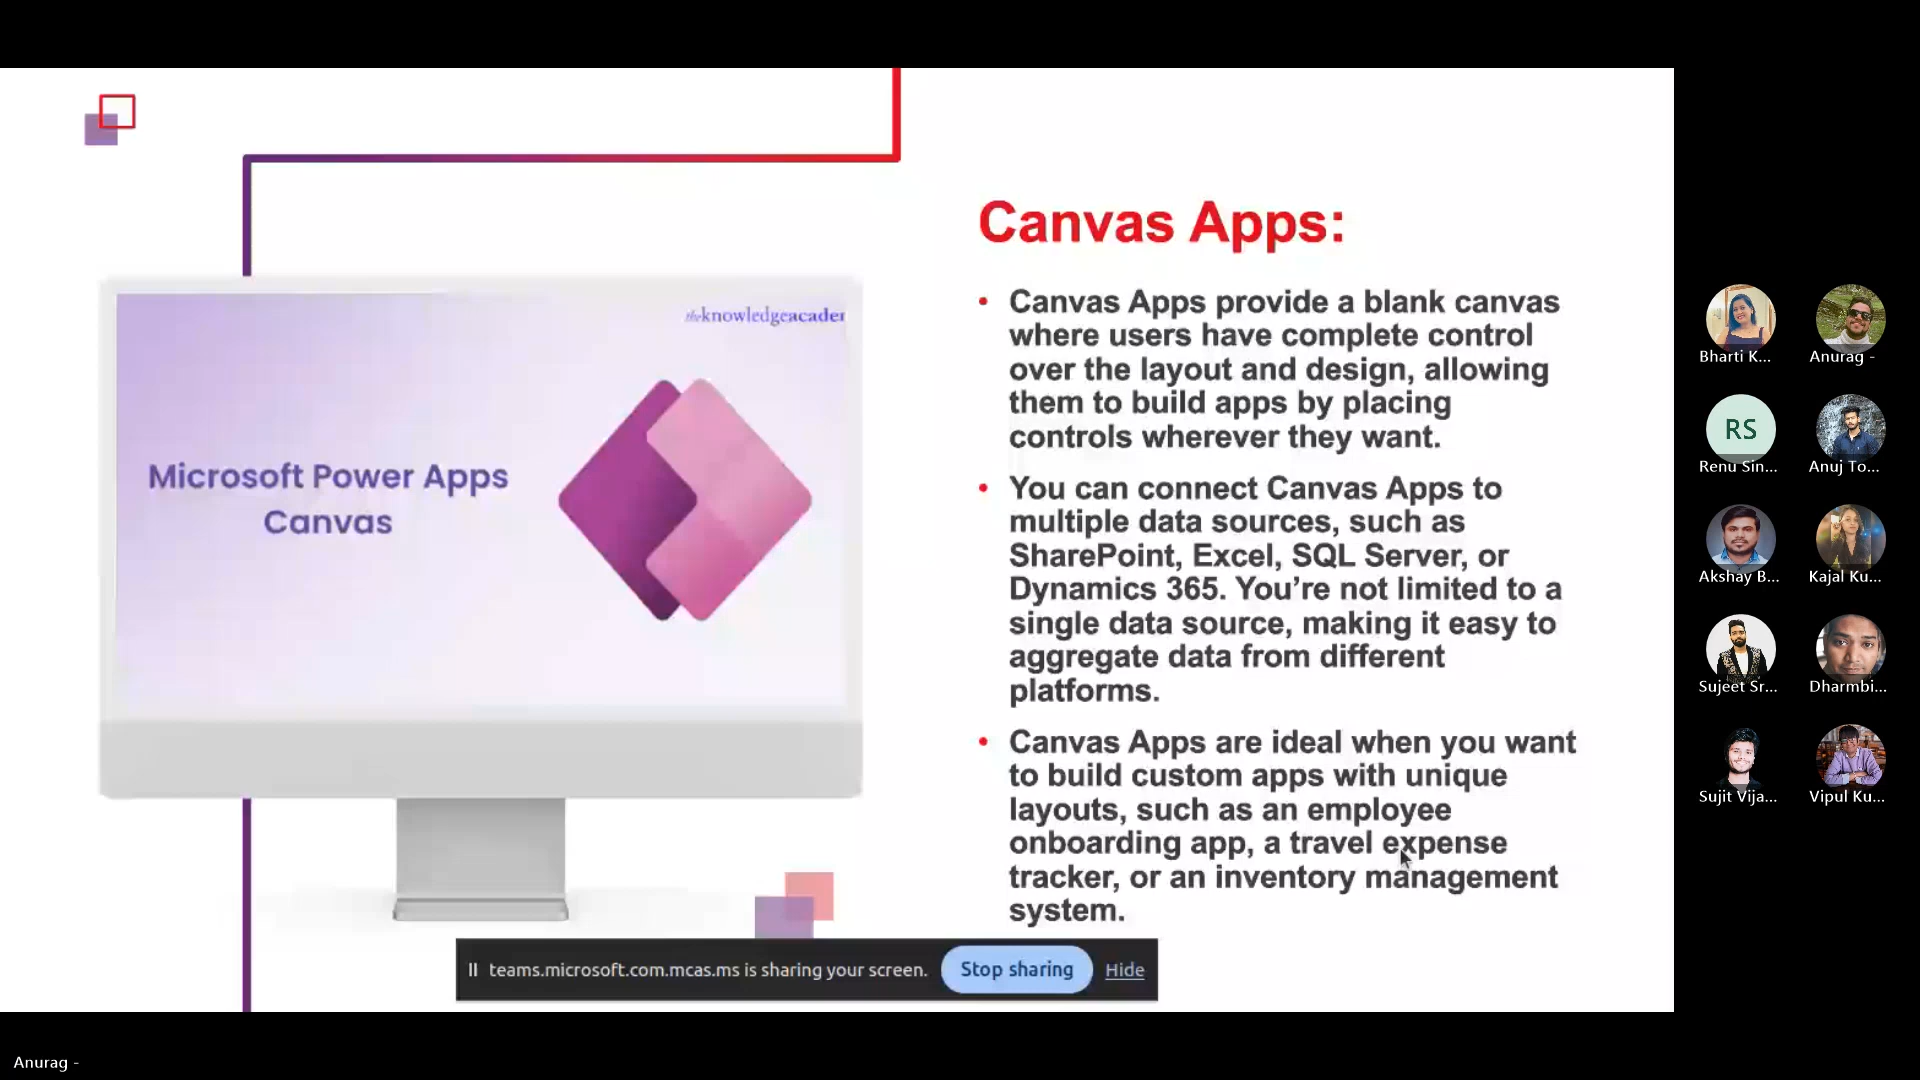 theknowledgeacader
Microsoft Power Apps
Canvas
Canvas Apps:
• Canvas Apps provide a blank canvas
where users have complete control
over the layout and design, allowing
them to build apps by placing
controls wherever they want.
• You can connect Canvas Apps to
multiple data sources, such as
SharePoint, Excel, SQL Server, or
Dynamics 365. You’re not limited to a
single data source, making it easy to
aggregate data from different
platforms.
• Canvas Apps are ideal when you want
to build custom apps with unique
layouts, such as an employee
onboarding app, a travel expense
tracker, or an inventory management
system.
teams.microsoft.com.mcas.ms is sharing your screen. Stop sharing Hide
Bharti K... Anurag -
RS
Renu Sin... Anuj To...
Akshay B... Kajal Ku...
Sujeet Sr... Dharmbi...
Sujit Vija... Vipul Ku...
Anurag -